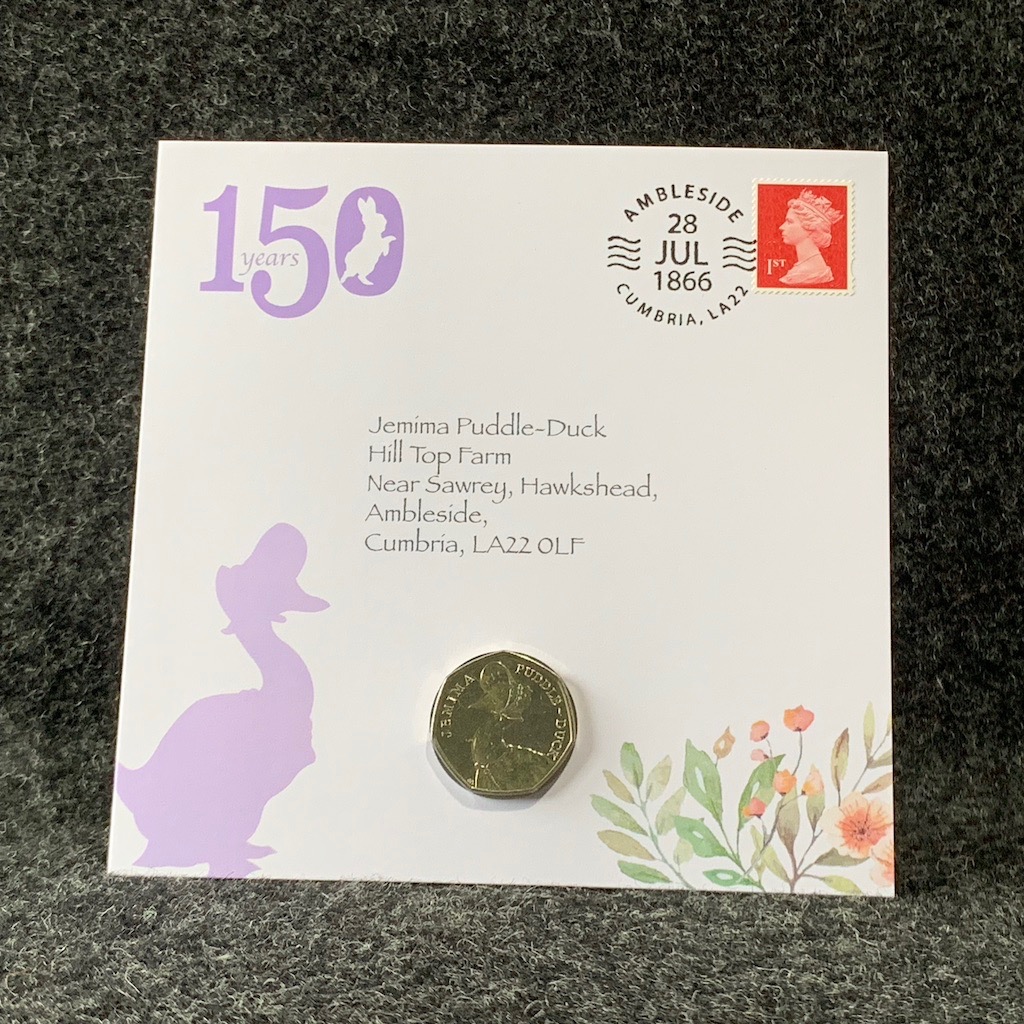 150
years
AMBLESIDE
28
JUL
1866
CUMBRIA, LA22
1ST
Jemima Puddle-Duck
Hill Top Farm
Near Sawrey, Hawkshead,
Ambleside,
Cumbria, LA22 0LF
JEMIMA PUDDLE-DUCK